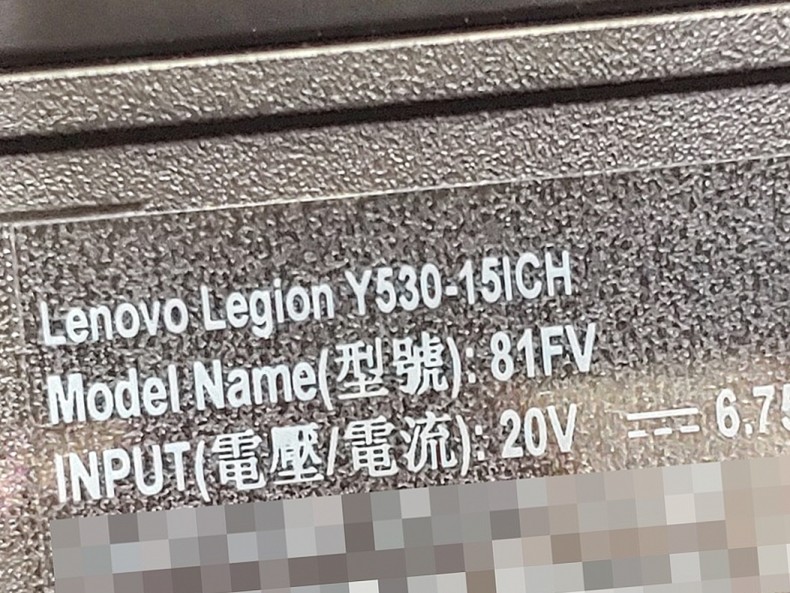 Lenovo Legion Y530-15ICH
Model Name(型號): 81FV
INPUT(電壓/電流): 20V ⎓ 6.75